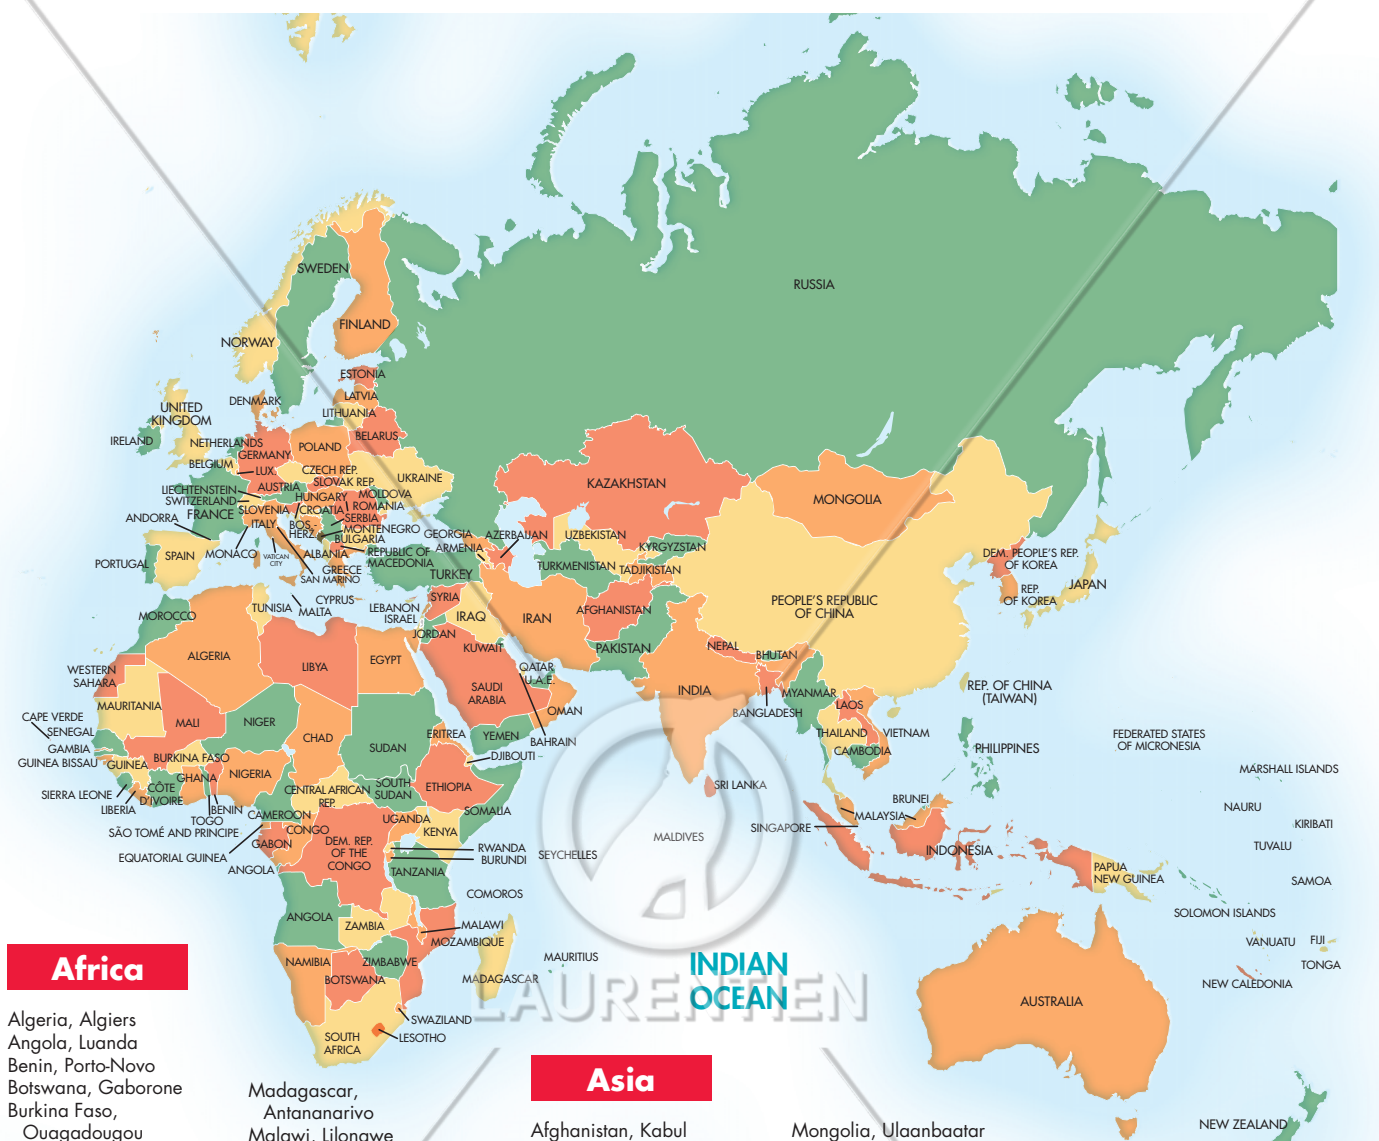 RUSSIA
SWEDEN
FINLAND
NORWAY
ESTONIA
LATVIA
LITHUANIA
DENMARK
UNITED
KINGDOM
IRELAND
NETHERLANDS
GERMANY
BELGIUM
LUX.
POLAND
BELARUS
CZECH REP.
SLOVAK REP.
UKRAINE
AUSTRIA
LIECHTENSTEIN
SWITZERLAND
HUNGARY
MOLDOVA
FRANCE
SLOVENIA
CROATIA
ROMANIA
ANDORRA
ITALY
BOS.-
HERZ.
SERBIA
MONTENEGRO
BULGARIA
PORTUGAL
SPAIN
MONACO
VATICAN
CITY
ALBANIA
REPUBLIC OF
MACEDONIA
GREECE
SAN MARINO
TURKEY
GEORGIA
ARMENIA
AZERBAIJAN
KAZAKHSTAN
UZBEKISTAN
KYRGYZSTAN
TURKMENISTAN
TADJIKISTAN
MONGOLIA
DEM. PEOPLE'S REP.
OF KOREA
REP.
OF KOREA
JAPAN
PEOPLE'S REPUBLIC
OF CHINA
MOROCCO
TUNISIA
MALTA
CYPRUS
LEBANON
ISRAEL
SYRIA
IRAQ
IRAN
AFGHANISTAN
JORDAN
KUWAIT
PAKISTAN
NEPAL
BHUTAN
ALGERIA
LIBYA
EGYPT
WESTERN
SAHARA
SAUDI
ARABIA
QATAR
U.A.E.
OMAN
INDIA
BANGLADESH
MYANMAR
LAOS
REP. OF CHINA
(TAIWAN)
MAURITANIA
MALI
NIGER
CHAD
SUDAN
ERITREA
YEMEN
BAHRAIN
DJIBOUTI
THAILAND
VIETNAM
CAMBODIA
PHILIPPINES
FEDERATED STATES
OF MICRONESIA
CAPE VERDE
SENEGAL
GAMBIA
GUINEA BISSAU
GUINEA
BURKINA FASO
GHANA
NIGERIA
CENTRAL AFRICAN
REP.
SOUTH
SUDAN
ETHIOPIA
SOMALIA
SRI LANKA
MARSHALL ISLANDS
SIERRA LEONE
LIBERIA
CÔTE
D'IVOIRE
TOGO
BENIN
CAMEROON
UGANDA
KENYA
BRUNEI
MALAYSIA
SINGAPORE
NAURU
KIRIBATI
SÃO TOMÉ AND PRINCIPE
CONGO
GABON
DEM. REP.
OF THE
CONGO
RWANDA
BURUNDI
SEYCHELLES
MALDIVES
INDONESIA
TUVALU
EQUATORIAL GUINEA
ANGOLA
TANZANIA
PAPUA
NEW GUINEA
SAMOA
COMOROS
SOLOMON ISLANDS
ANGOLA
ZAMBIA
MALAWI
MOZAMBIQUE
VANUATU
FIJI
NAMIBIA
ZIMBABWE
BOTSWANA
MADAGASCAR
MAURITIUS
TONGA
NEW CALEDONIA
INDIAN
OCEAN
LAURENTIEN
AUSTRALIA
SWAZILAND
LESOTHO
SOUTH
AFRICA
NEW ZEALAND
Africa
Algeria, Algiers
Angola, Luanda
Benin, Porto-Novo
Botswana, Gaborone
Burkina Faso,
Ouagadougou
Madagascar,
Antananarivo
Malawi, Lilongwe
Asia
Afghanistan, Kabul
Mongolia, Ulaanbaatar